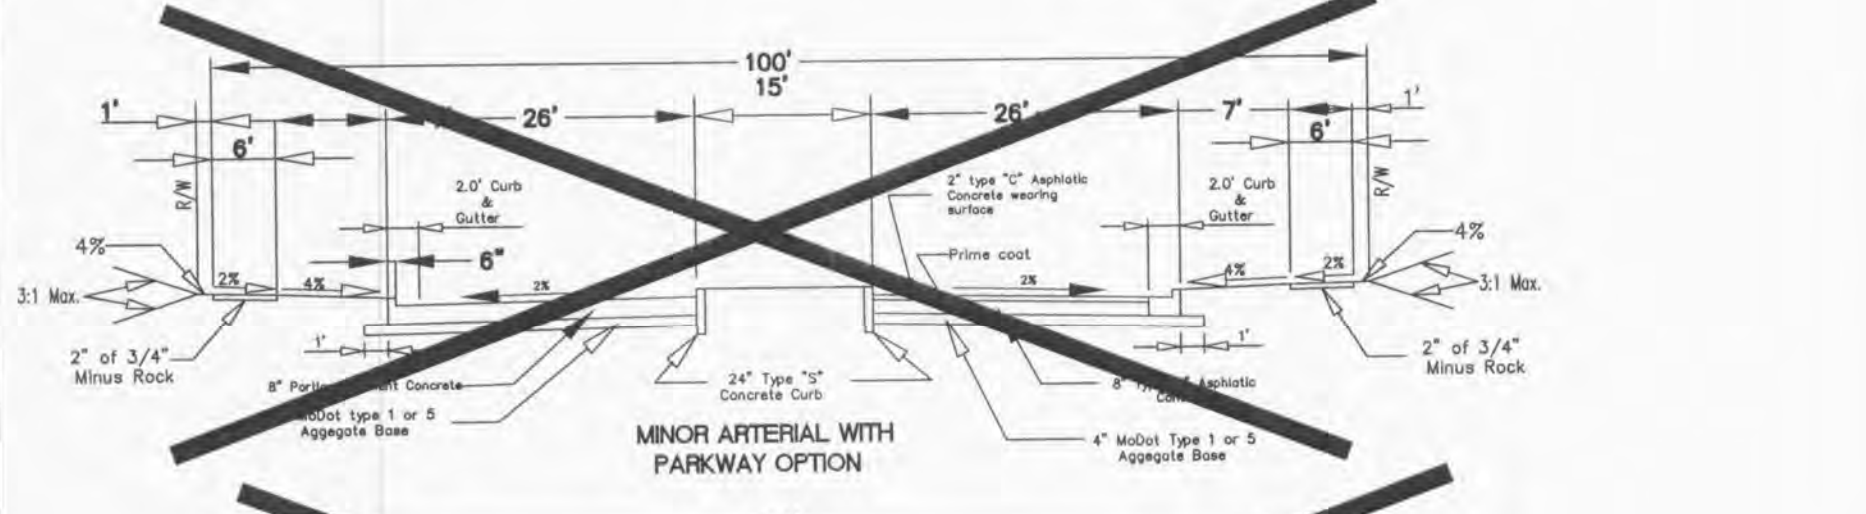 100'
15'
1' 26' 26' 7' 1'
6' 6'
R/W R/W
2.0' Curb
&
Gutter
2" type "C" Asphlatic
Concrete wearing
surface
2.0' Curb
&
Gutter
4% 4%
6"
Prime coat
2% 4% 2% 2% 4% 2%
3:1 Max. 3:1 Max.
1' 1'
2" of 3/4"
Minus Rock
2" of 3/4"
Minus Rock
8" Concrete
24" Type "S"
Concrete Curb
8" Asphlatic
MoDot type 1 or 5
Aggegate Base
MINOR ARTERIAL WITH
PARKWAY OPTION
4" MoDot Type 1 or 5
Aggegate Base